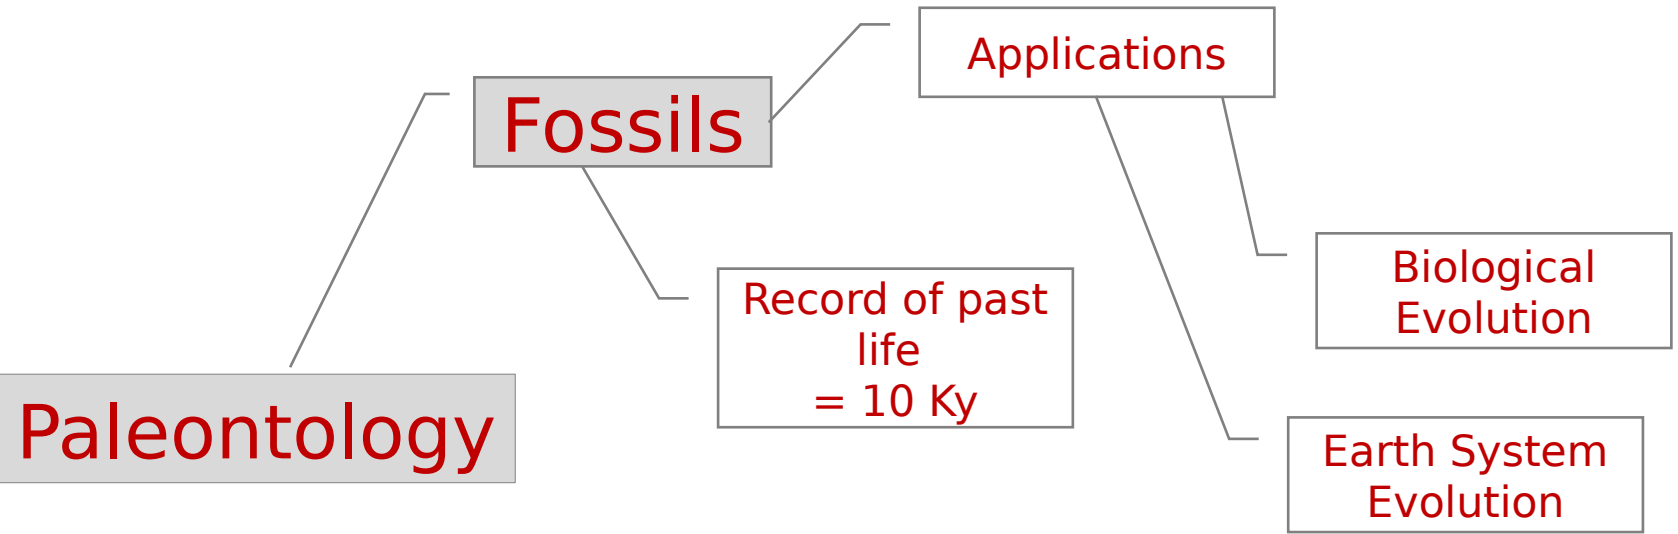 Applications
Fossils
Biological
Evolution
Record of past
life
= 10 Ky
Paleontology
Earth System
Evolution